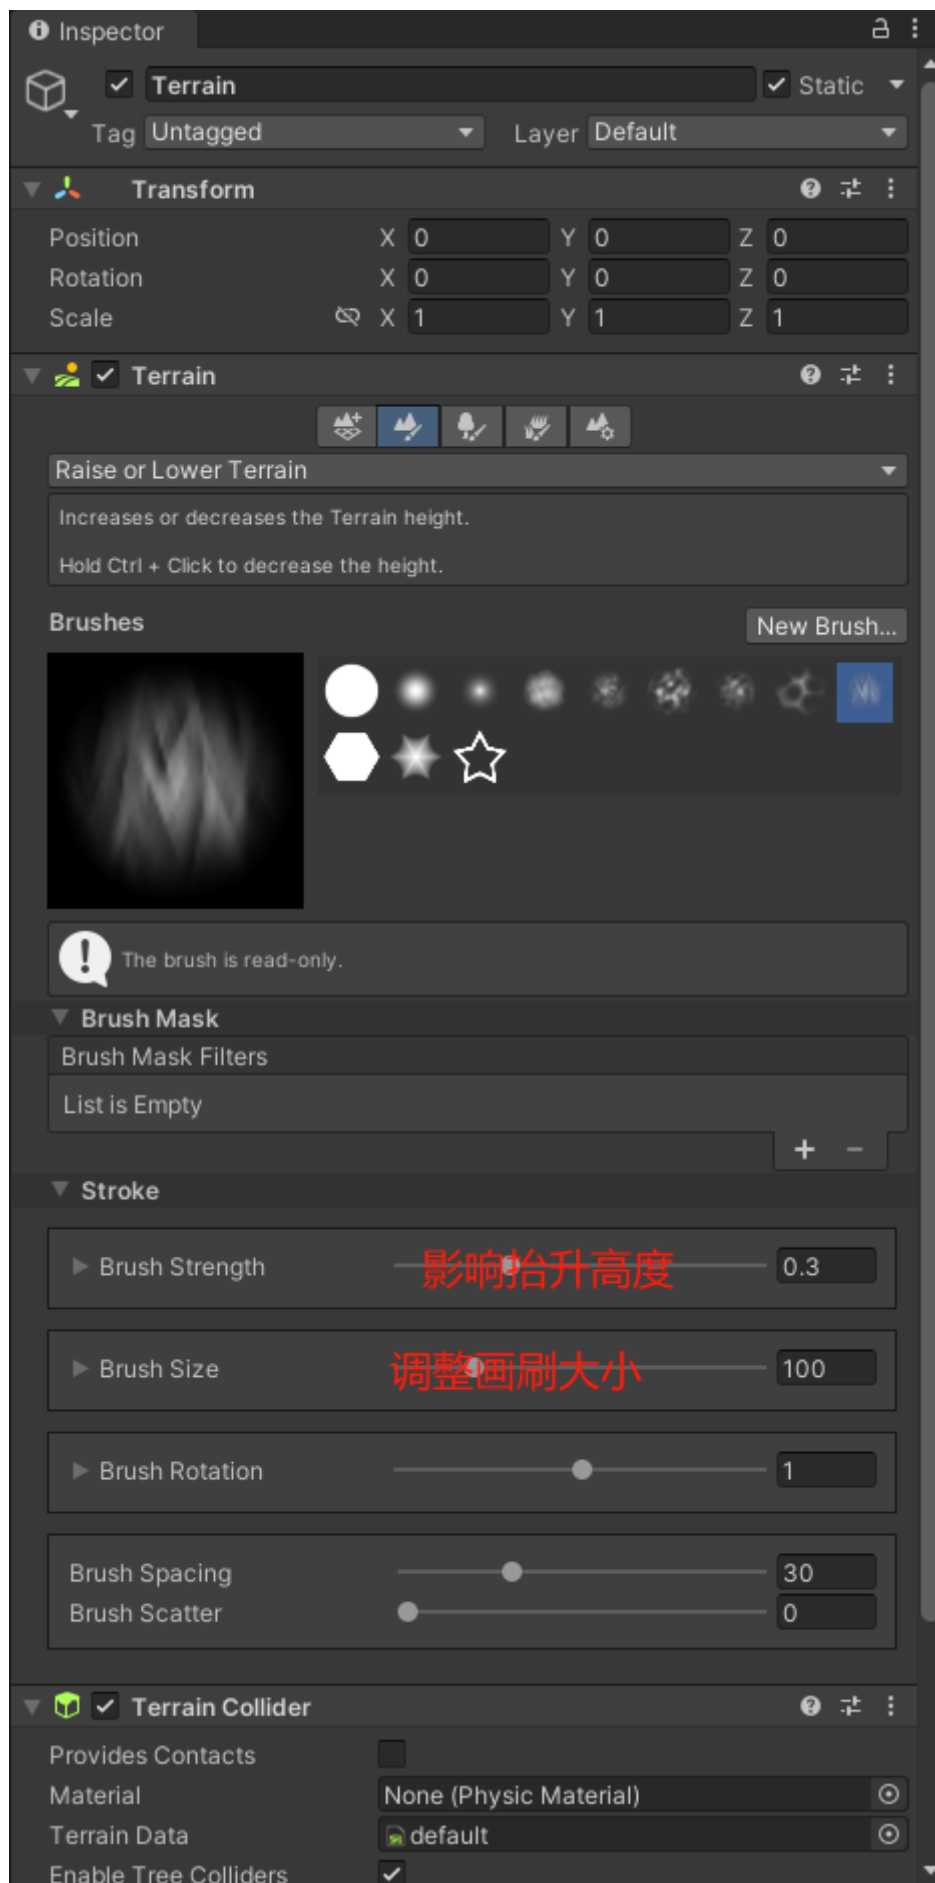 Inspector
Terrain
Static
Tag Untagged Layer Default
Transform
Position X 0 Y 0 Z 0
Rotation X 0 Y 0 Z 0
Scale X 1 Y 1 Z 1
Terrain
Raise or Lower Terrain
Increases or decreases the Terrain height.
Hold Ctrl + Click to decrease the height.
Brushes
New Brush...
The brush is read-only.
Brush Mask
Brush Mask Filters
List is Empty
+ −
Stroke
Brush Strength 影响抬升高度 0.3
Brush Size 调整画刷大小 100
Brush Rotation 1
Brush Spacing 30
Brush Scatter 0
Terrain Collider
Provides Contacts
Material None (Physic Material)
Terrain Data default
Enable Tree Colliders